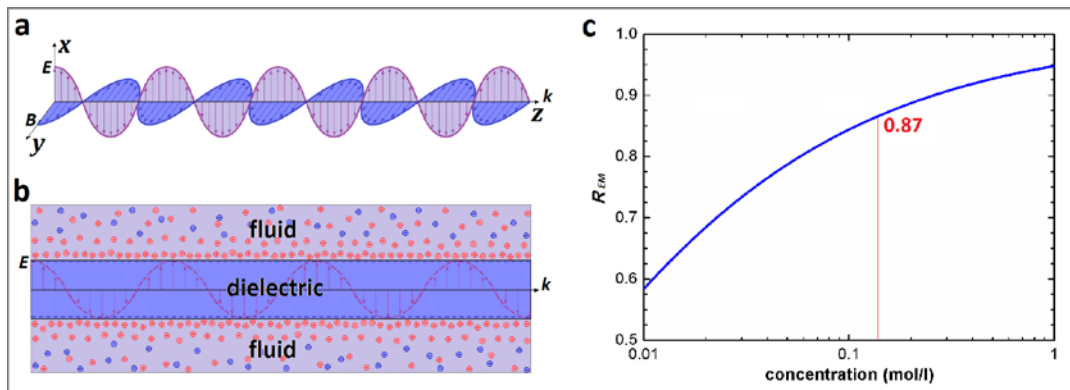 a
x
E
B
y
k
z
b
fluid
E
dielectric
k
fluid
c
1.0
0.9
0.8
0.7
0.6
0.5
R_EM
0.87
0.01
0.1
1
concentration (mol/l)